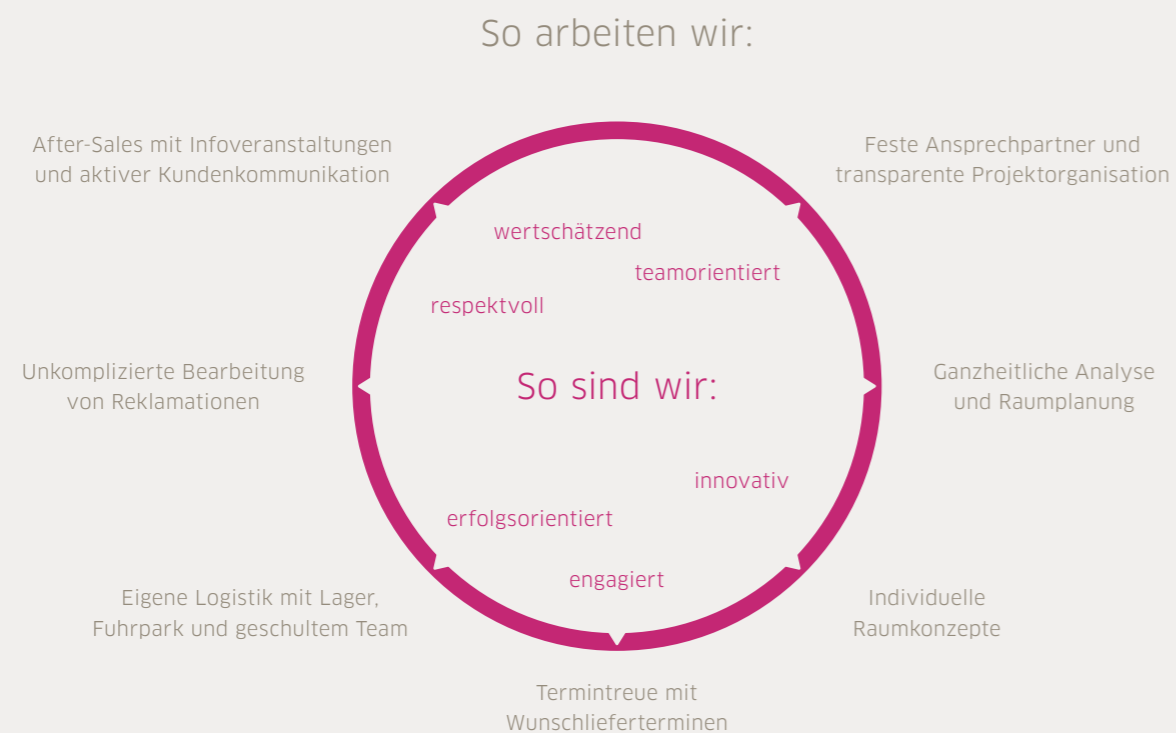 So arbeiten wir:
After-Sales mit Infoveranstaltungen
und aktiver Kundenkommunikation
Feste Ansprechpartner und
transparente Projektorganisation
wertschätzend
teamorientiert
respektvoll
Unkomplizierte Bearbeitung
von Reklamationen
So sind wir:
Ganzheitliche Analyse
und Raumplanung
innovativ
erfolgsorientiert
engagiert
Eigene Logistik mit Lager,
Fuhrpark und geschultem Team
Individuelle
Raumkonzepte
Termintreue mit
Wunschlieferterminen